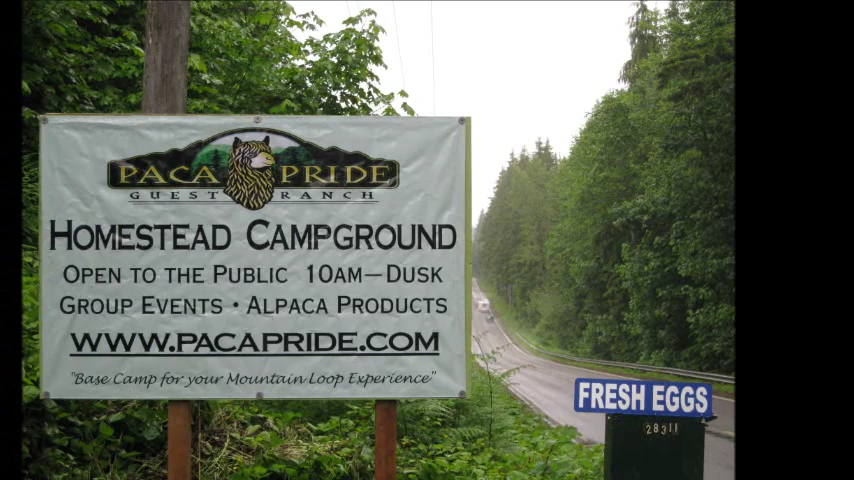 PACA PRIDE
GUEST RANCH
HOMESTEAD CAMPGROUND
OPEN TO THE PUBLIC 10AM—DUSK
GROUP EVENTS • ALPACA PRODUCTS
WWW.PACAPRIDE.COM
"Base Camp for your Mountain Loop Experience"
FRESH EGGS
28311